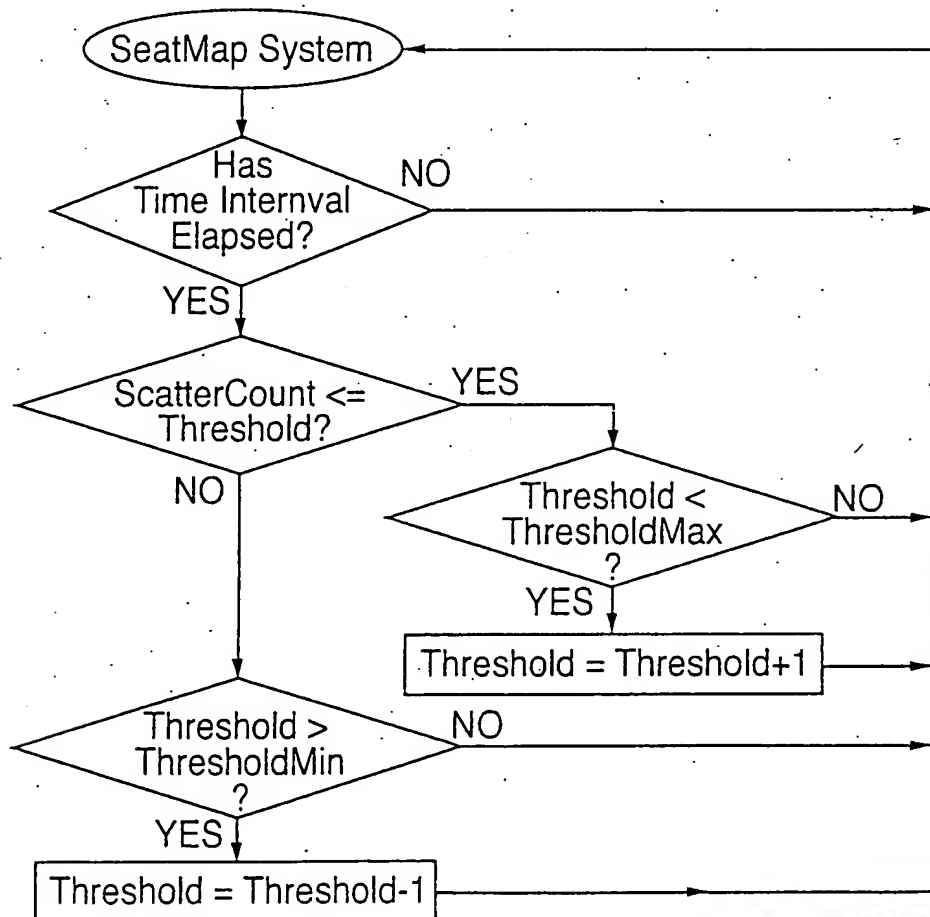 SeatMap System
Has
Time Internval
Elapsed?
NO
YES
ScatterCount <=
Threshold?
YES
NO
Threshold <
ThresholdMax
?
NO
YES
Threshold = Threshold+1
Threshold >
ThresholdMin
?
NO
YES
Threshold = Threshold-1